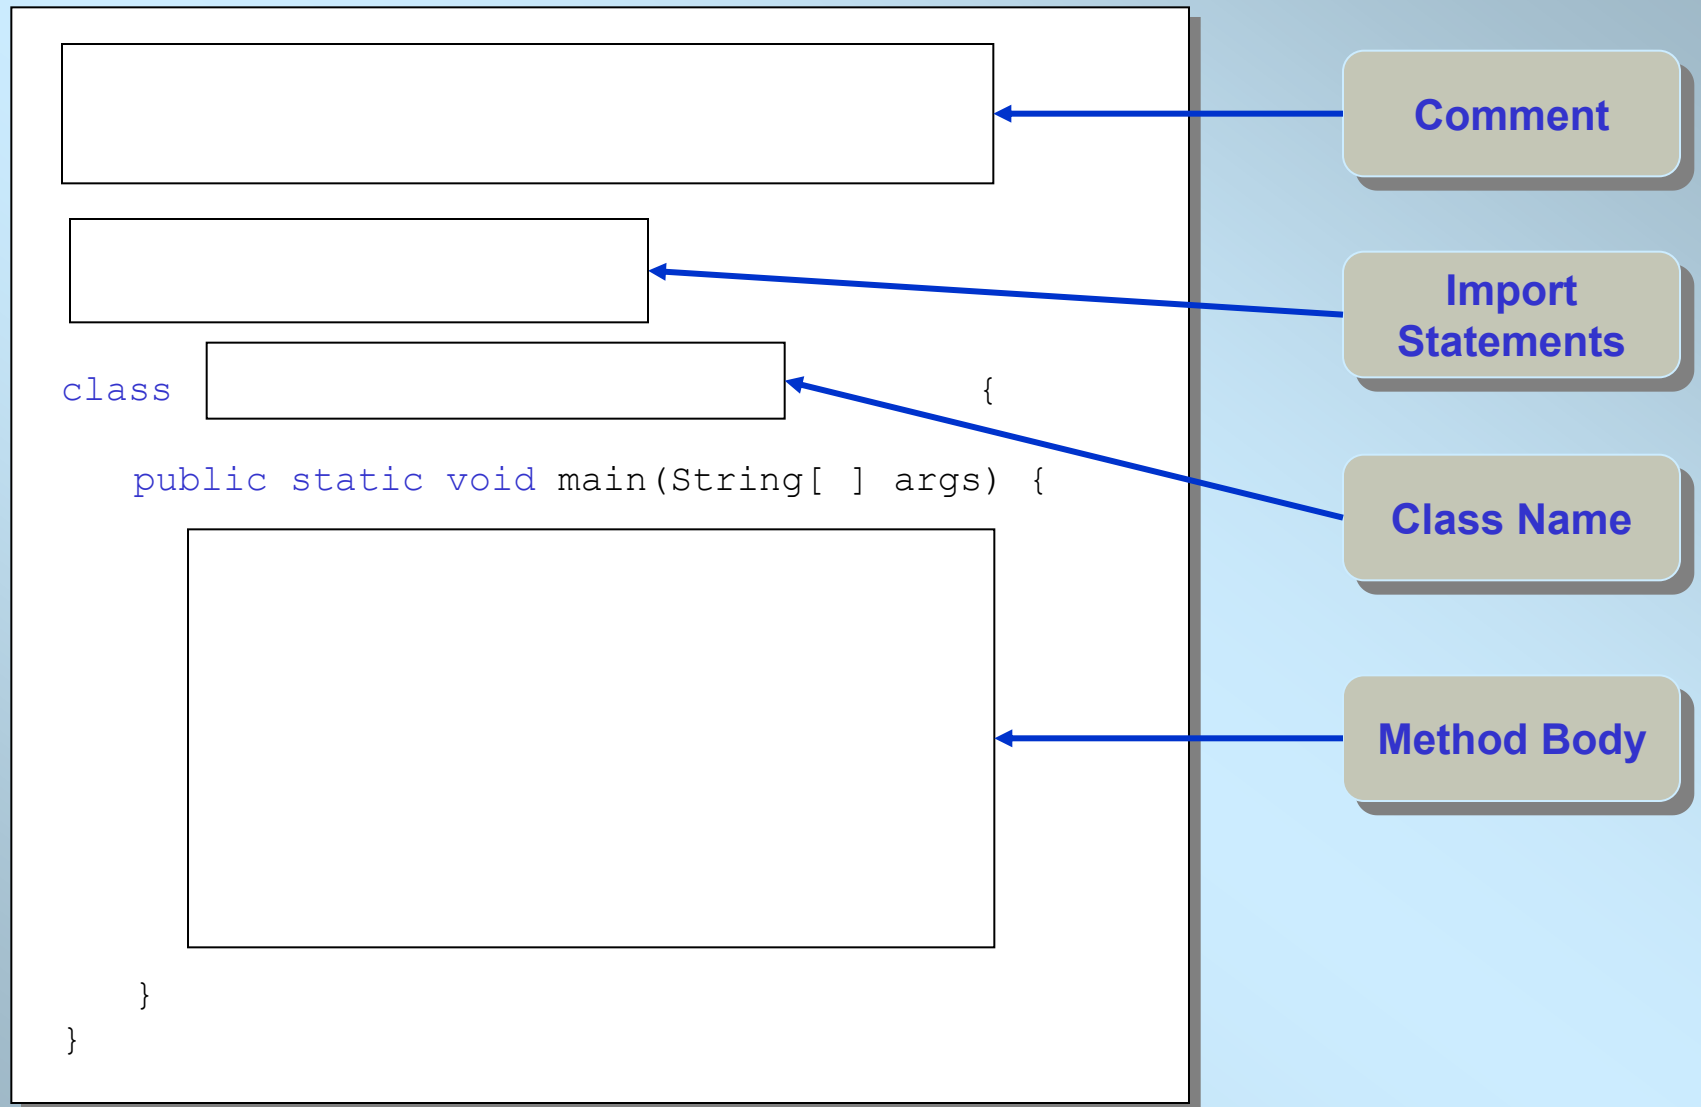 Comment
Import
Statements
class {
public static void main(String[ ] args) {
Class Name
Method Body
}
}